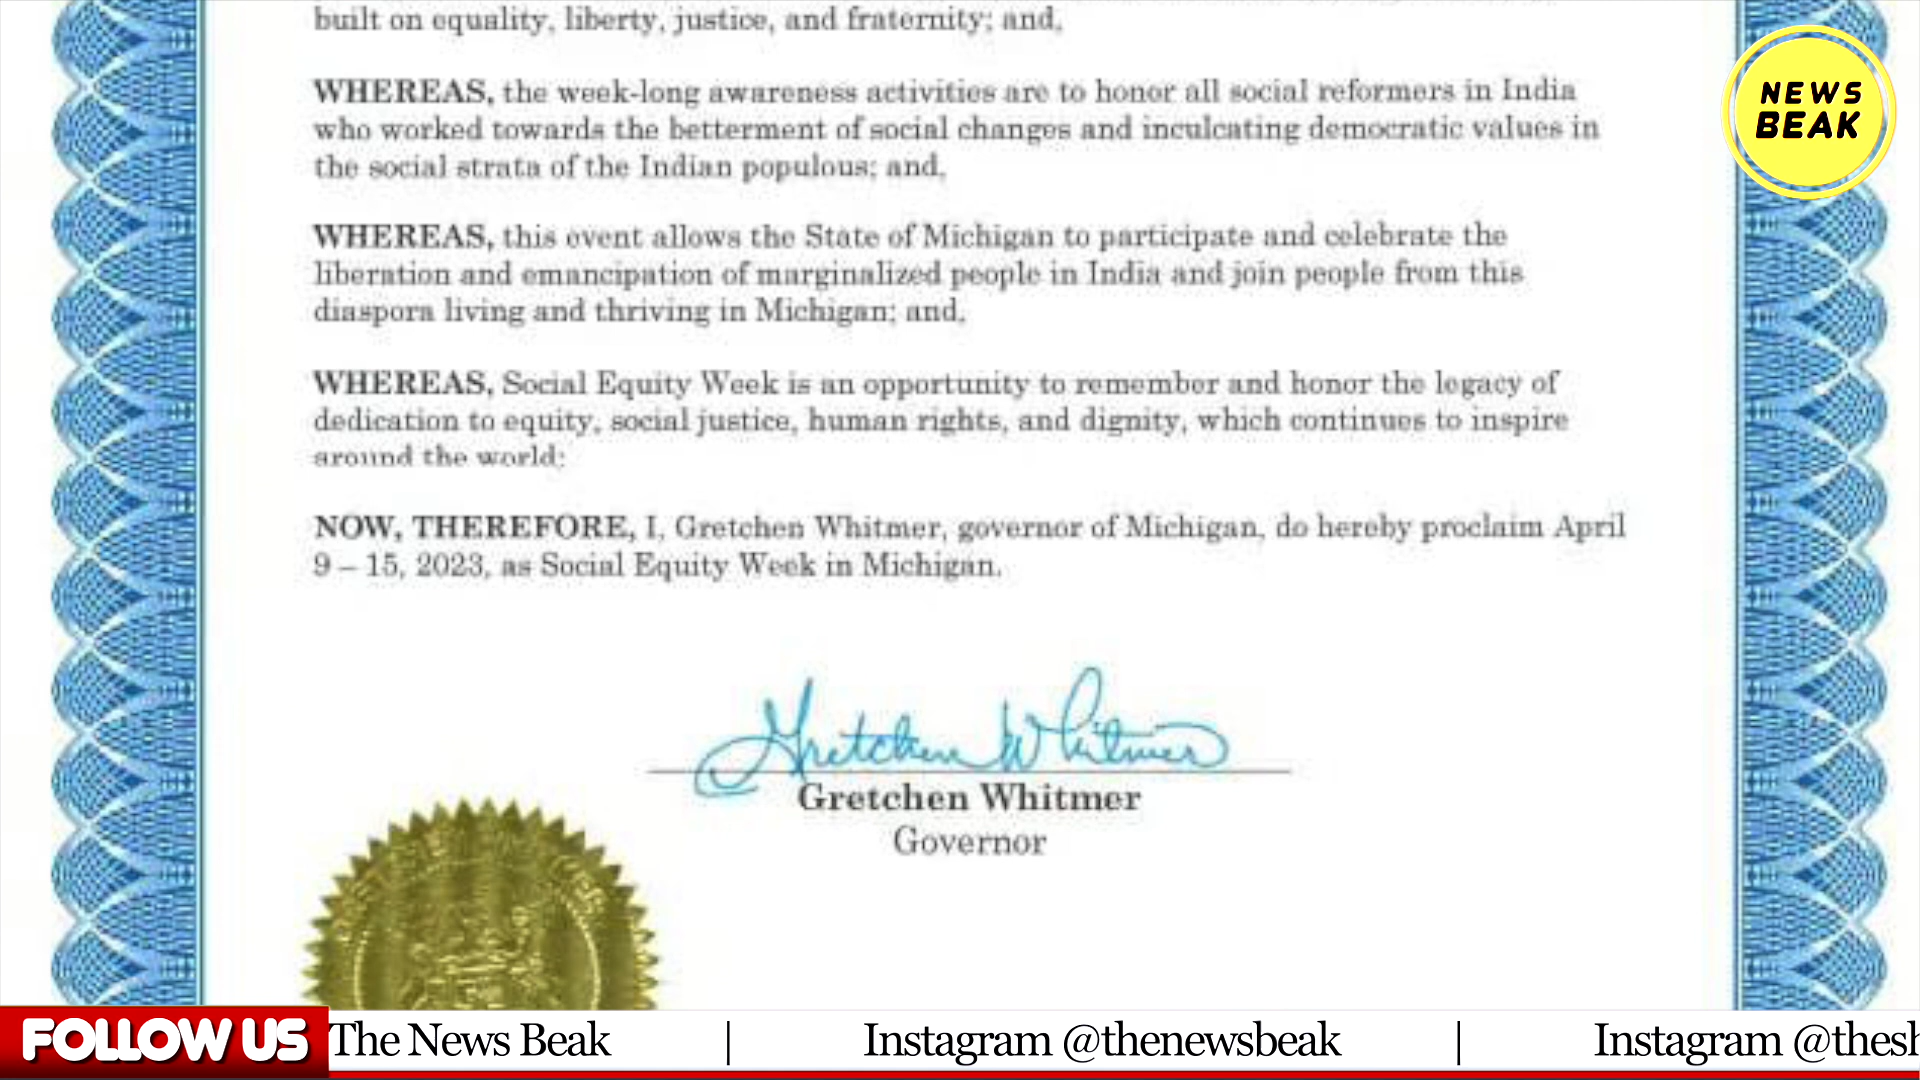 built on equality, liberty, justice, and fraternity; and,
WHEREAS, the week-long awareness activities are to honor all social reformers in India
who worked towards the betterment of social changes and inculcating democratic values in
the social strata of the Indian populous; and,
WHEREAS, this event allows the State of Michigan to participate and celebrate the
liberation and emancipation of marginalized people in India and join people from this
diaspora living and thriving in Michigan; and,
WHEREAS, Social Equity Week is an opportunity to remember and honor the legacy of
dedication to equity, social justice, human rights, and dignity, which continues to inspire
around the world;
NOW, THEREFORE, I, Gretchen Whitmer, governor of Michigan, do hereby proclaim April
9 – 15, 2023, as Social Equity Week in Michigan.
Gretchen Whitmer
Gretchen Whitmer
Governor
NEWS
BEAK
FOLLOW US The News Beak | Instagram @thenewsbeak | Instagram @thesh